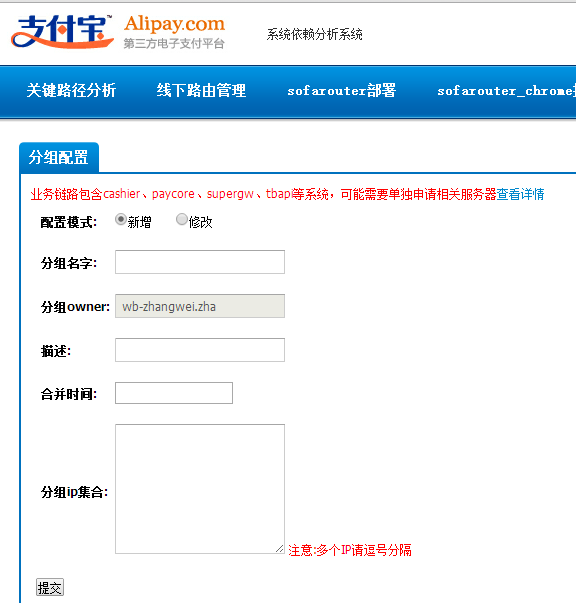 支付宝™ Alipay.com
第三方电子支付平台
系统依赖分析系统
关键路径分析 线下路由管理 sofarouter部署 sofarouter_chrome
分组配置
业务链路包含cashier、paycore、supergw、tbapi等系统，可能需要单独申请相关服务器查看详情
配置模式: 新增 修改
分组名字:
分组owner: wb-zhangwei.zha
描述:
合并时间:
分组ip集合:
注意:多个IP请逗号分隔
提交